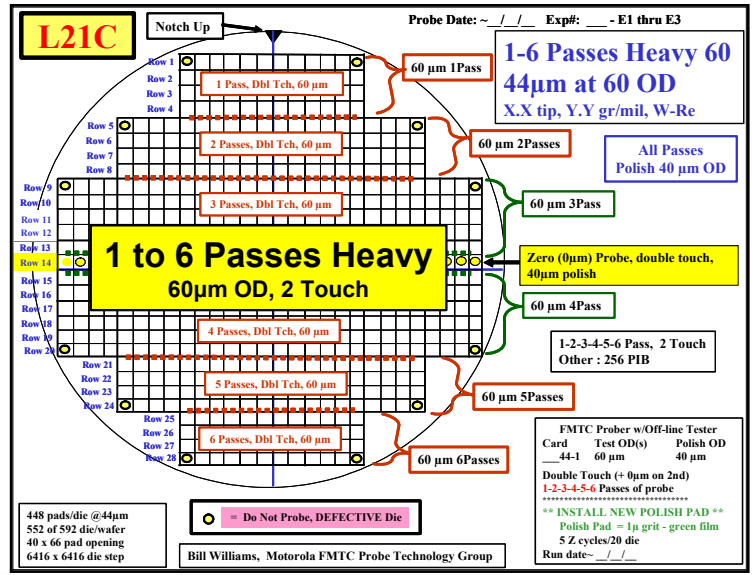 L21C
Notch Up
Probe Date: ~__/__/__ Exp#: ___ - E1 thru E3
1-6 Passes Heavy 60
44µm at 60 OD
X.X tip, Y.Y gr/mil, W-Re
All Passes
Polish 40 µm OD
Row 1
Row 2
Row 3
Row 4
Row 5
Row 6
Row 7
Row 8
Row 9
Row10
Row 11
Row 12
Row 13
Row 14
Row 15
Row 16
Row 17
Row 18
Row 19
Row 20
Row 21
Row 22
Row 23
Row 24
Row 25
Row 26
Row 27
Row 28
1 Pass, Dbl Tch, 60 µm
2 Passes, Dbl Tch, 60 µm
3 Passes, Dbl Tch, 60 µm
1 to 6 Passes Heavy
60µm OD, 2 Touch
4 Passes, Dbl Tch, 60 µm
5 Passes, Dbl Tch, 60 µm
6 Passes, Dbl Tch, 60 µm
60 µm 1Pass
60 µm 2Passes
60 µm 3Pass
Zero (0µm) Probe, double touch,
40µm polish
60 µm 4Pass
60 µm 5Passes
60 µm 6Passes
1-2-3-4-5-6 Pass, 2 Touch
Other : 256 PIB
FMTC Prober w/Off-line Tester
Card Test OD(s) Polish OD
___44-1 60 µm 40 µm
Double Touch (+ 0µm on 2nd)
1-2-3-4-5-6 Passes of probe
**********************************
** INSTALL NEW POLISH PAD **
Polish Pad = 1µ grit - green film
5 Z cycles/20 die
Run date~ __/__/__
448 pads/die @44µm
552 of 592 die/wafer
40 x 66 pad opening
6416 x 6416 die step
= Do Not Probe, DEFECTIVE Die
Bill Williams, Motorola FMTC Probe Technology Group